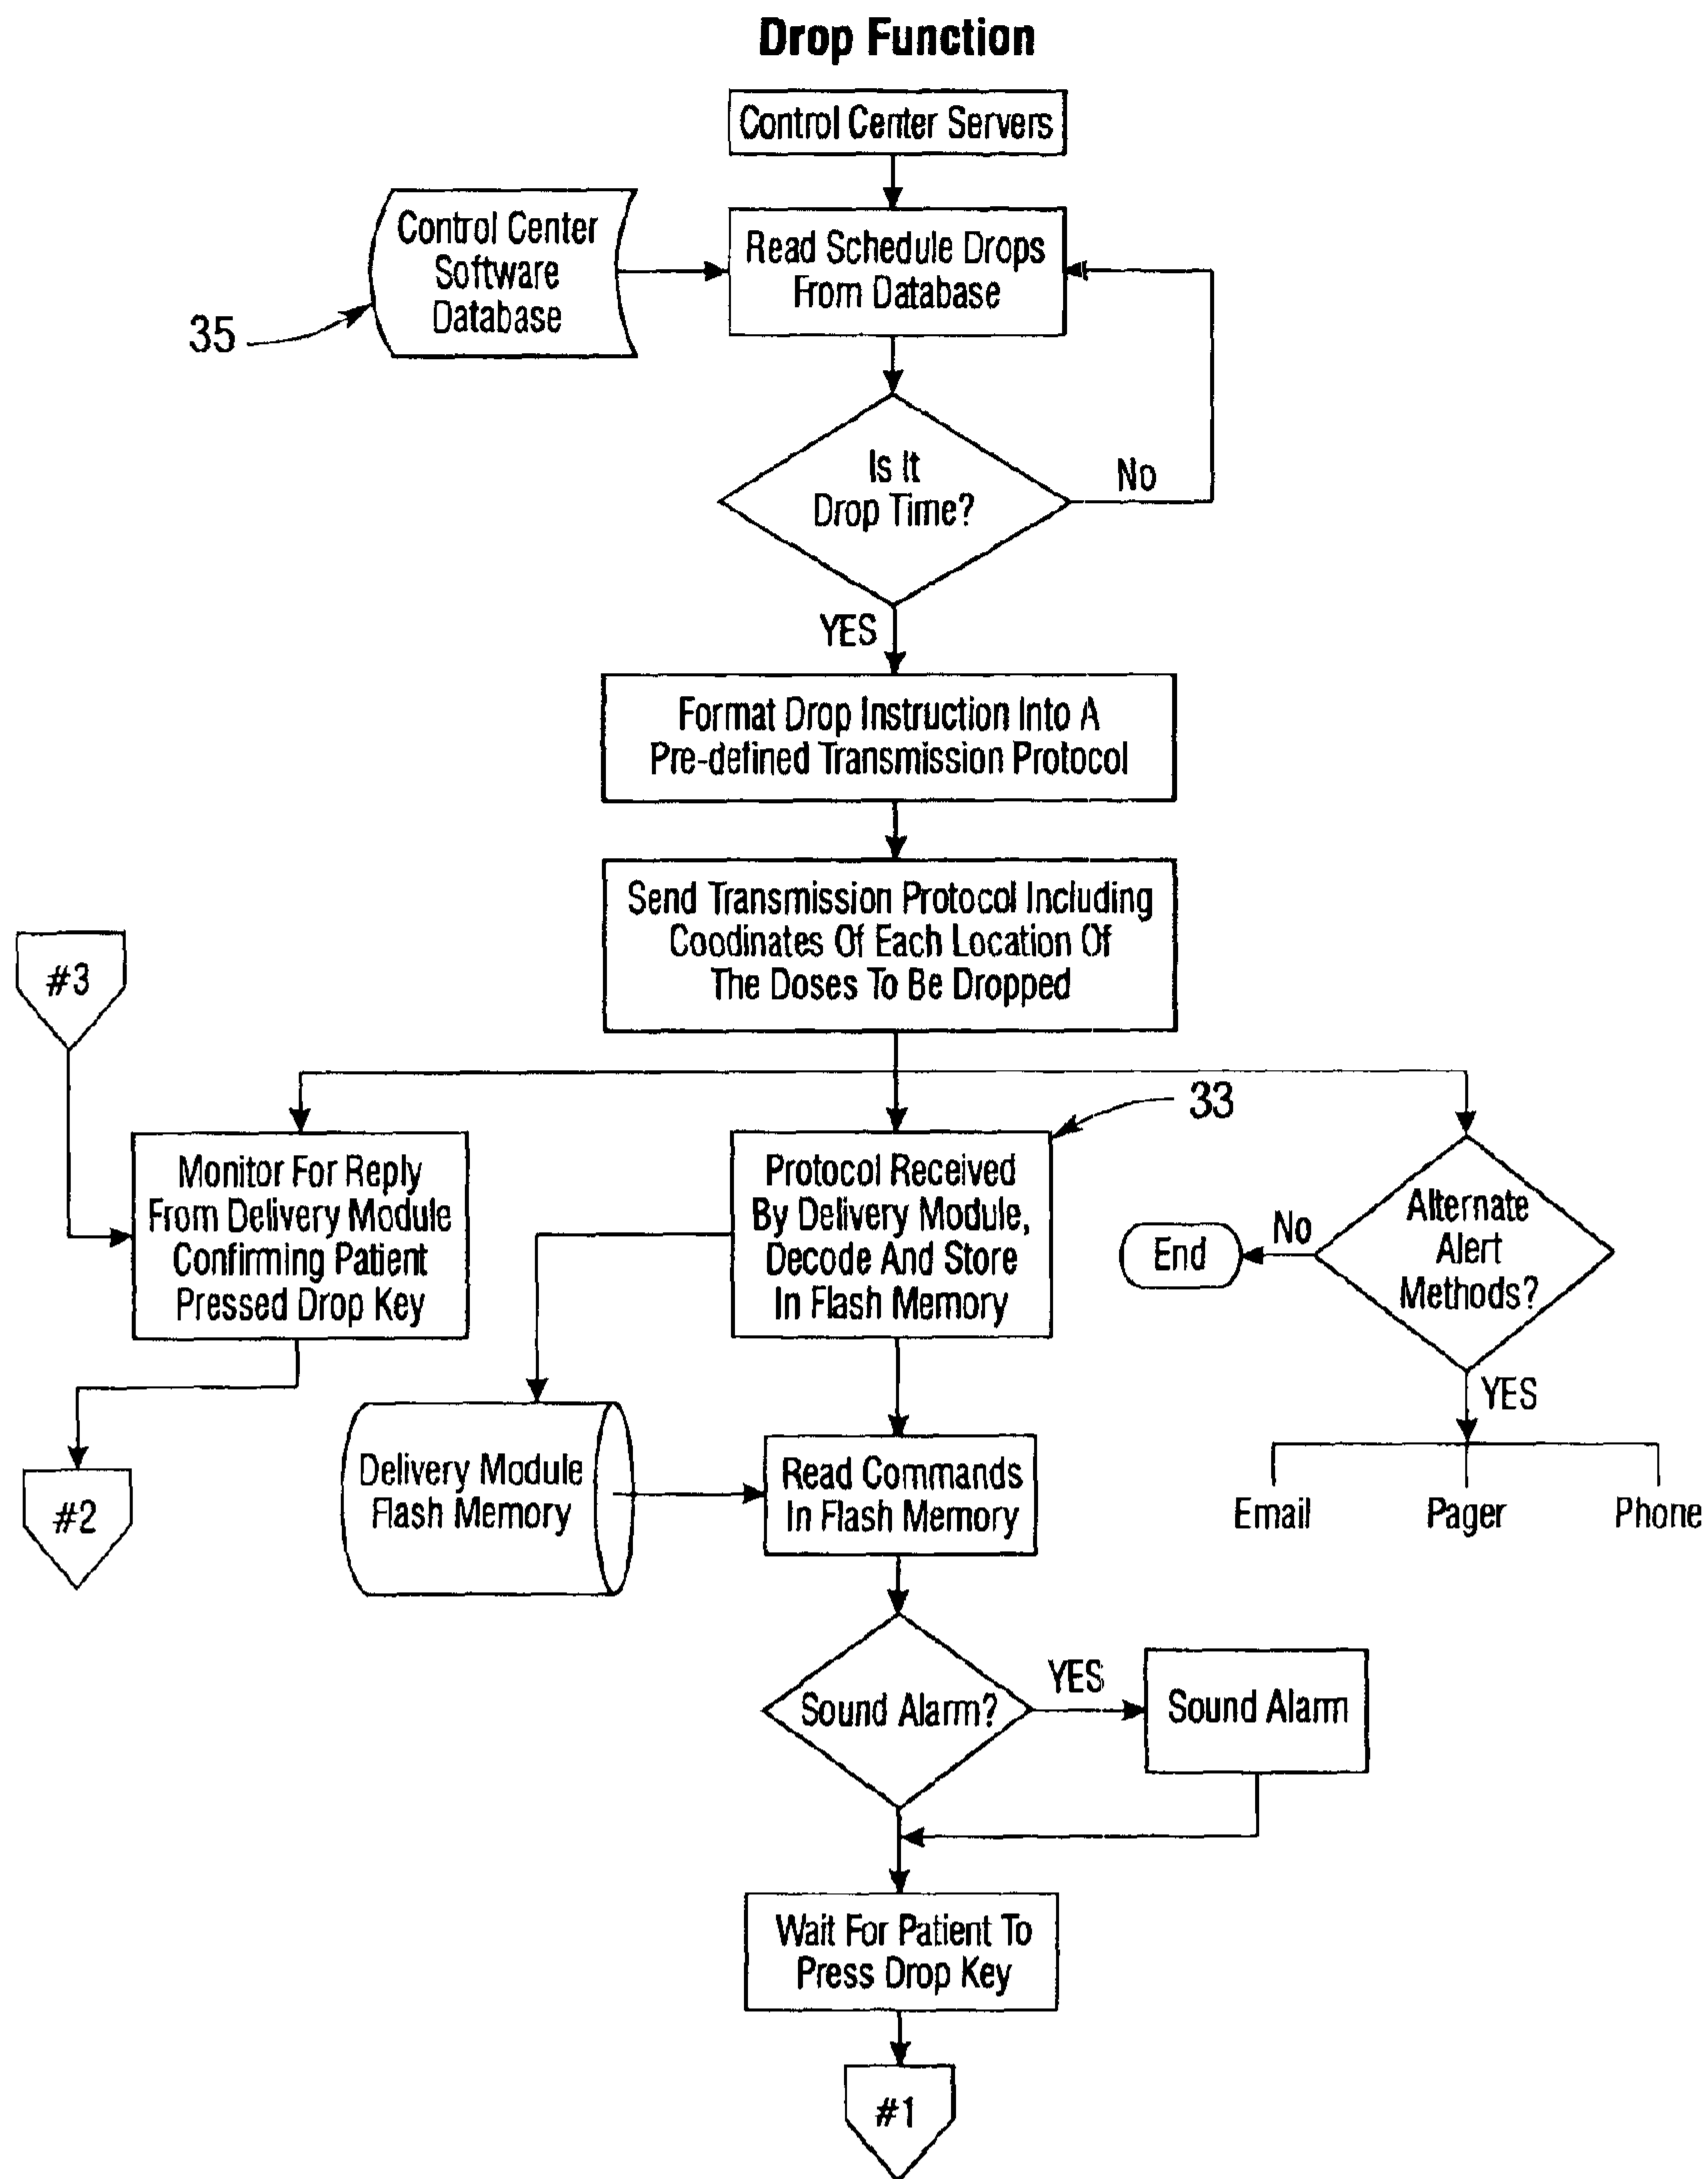 Drop Function
Control Center Servers
Control Center
Software
Database
35
Read Schedule Drops
From Database
Is It
Drop Time?
No
YES
Format Drop Instruction Into A
Pre-defined Transmission Protocol
Send Transmission Protocol Including
Coodinates Of Each Location Of
The Doses To Be Dropped
#3
33
Monitor For Reply
From Delivery Module
Confirming Patient
Pressed Drop Key
Protocol Received
By Delivery Module,
Decode And Store
In Flash Memory
End
No
Alternate
Alert
Methods?
YES
#2
Delivery Module
Flash Memory
Read Commands
In Flash Memory
Email
Pager
Phone
Sound Alarm?
YES
Sound Alarm
Wait For Patient To
Press Drop Key
#1